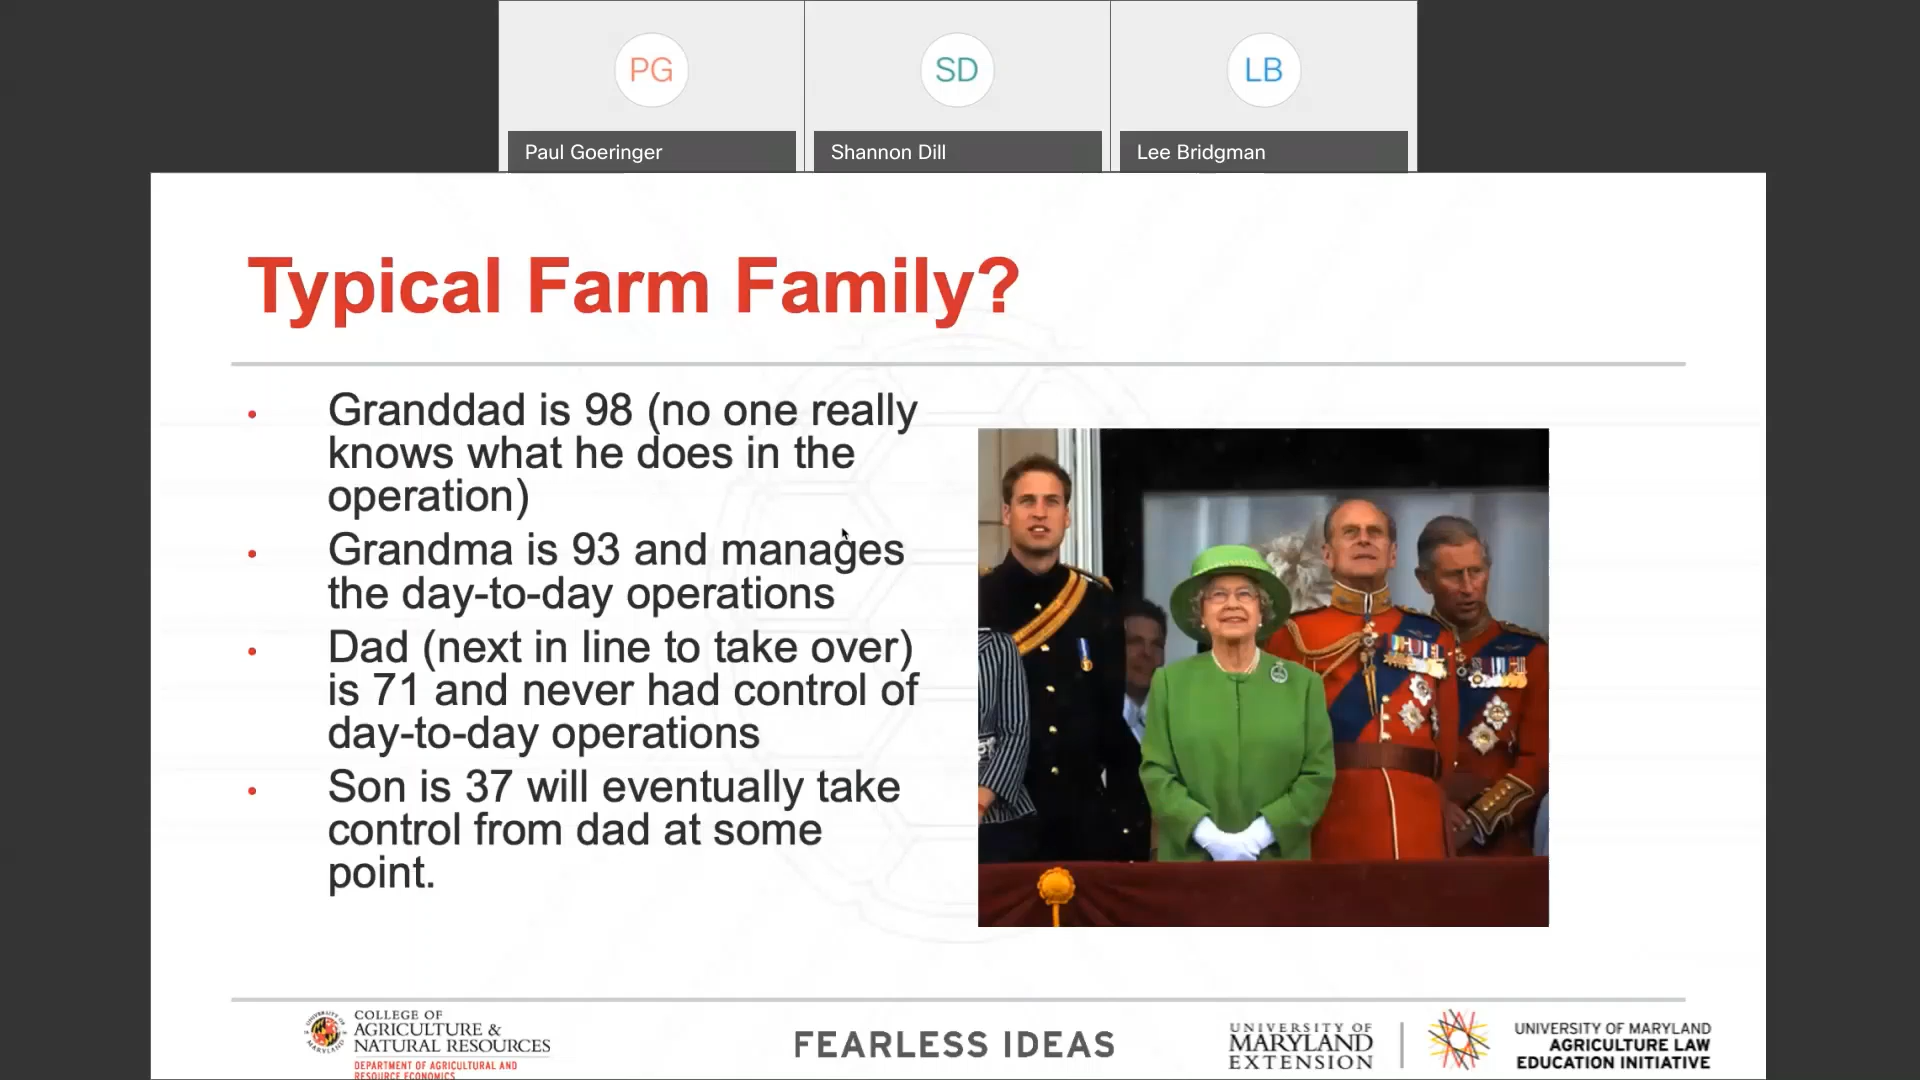 PG
SD
LB
Paul Goeringer
Shannon Dill
Lee Bridgman
Typical Farm Family?
• Granddad is 98 (no one really
knows what he does in the
operation)
• Grandma is 93 and manages
the day-to-day operations
• Dad (next in line to take over)
is 71 and never had control of
day-to-day operations
• Son is 37 will eventually take
control from dad at some
point.
COLLEGE OF
AGRICULTURE &
NATURAL RESOURCES
DEPARTMENT OF AGRICULTURAL AND
RESOURCE ECONOMICS
FEARLESS IDEAS
UNIVERSITY OF
MARYLAND
EXTENSION
UNIVERSITY OF MARYLAND
AGRICULTURE LAW
EDUCATION INITIATIVE